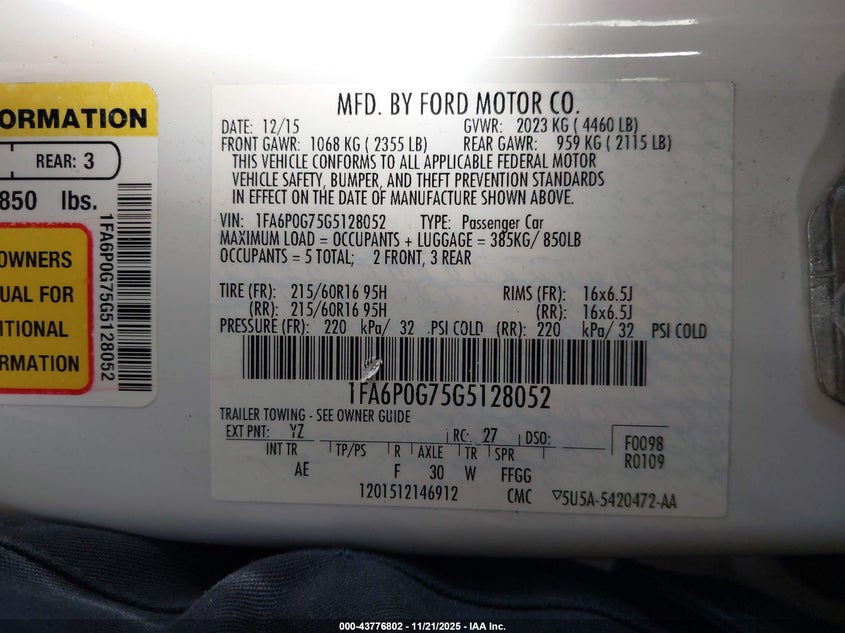 ORMATION
REAR: 3
850 lbs.
OWNERS
UAL FOR
ITIONAL
RMATION
1FA6P0G75G5128052
MFD. BY FORD MOTOR CO.
DATE: 12/15 GVWR: 2023 KG ( 4460 LB)
FRONT GAWR: 1068 KG ( 2355 LB) REAR GAWR: 959 KG ( 2115 LB)
THIS VEHICLE CONFORMS TO ALL APPLICABLE FEDERAL MOTOR
VEHICLE SAFETY, BUMPER, AND THEFT PREVENTION STANDARDS
IN EFFECT ON THE DATE OF MANUFACTURE SHOWN ABOVE.
VIN: 1FA6P0G75G5128052 TYPE: Passenger Car
MAXIMUM LOAD = OCCUPANTS + LUGGAGE = 385KG/ 850LB
OCCUPANTS = 5 TOTAL; 2 FRONT, 3 REAR
TIRE (FR): 215/60R16 95H RIMS (FR): 16x6.5J
(RR): 215/60R16 95H (RR): 16x6.5J
PRESSURE (FR): 220 kPa/ 32 PSI COLD (RR): 220 kPa/ 32 PSI COLD
1FA6P0G75G5128052
TRAILER TOWING - SEE OWNER GUIDE
EXT PNT: YZ RC: 27 DSO: F0098
INT TR TP/PS R AXLE TR SPR R0109
AE F 30 W FFGG
1201512146912 CMC ▽5U5A-5420472-AA
000-43776802 - 11/21/2025 - IAA Inc.